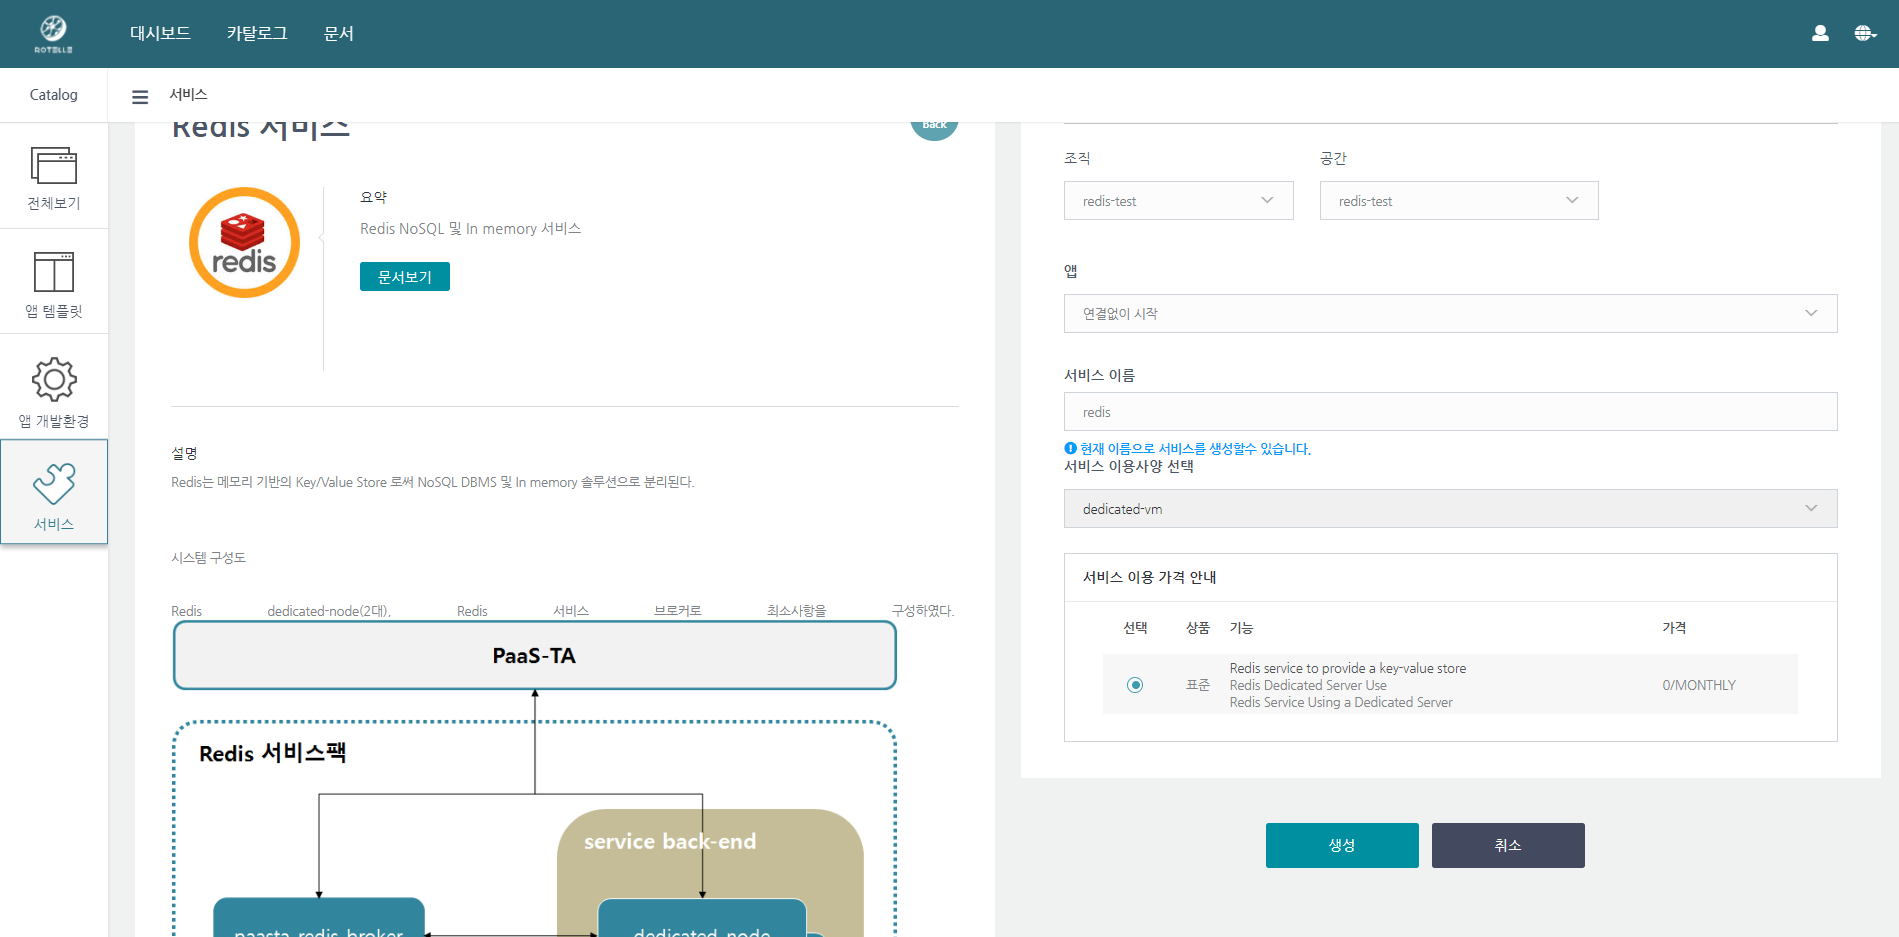 ROTELLE
대시보드
카탈로그
문서
Catalog
서비스
전체보기
앱 템플릿
앱 개발환경
서비스
Redis 서비스
Back
요약
Redis NoSQL 및 In memory 서비스
redis
문서보기
설명
Redis는 메모리 기반의 Key/Value Store 로써 NoSQL DBMS 및 In memory 솔루션으로 분리된다.
시스템 구성도
Redis dedicated-node(2대), Redis 서비스 브로커로 최소사항을 구성하였다.
PaaS-TA
Redis 서비스팩
service back-end
paasta-redis-broker
dedicated-node
조직
공간
redis-test
redis-test
앱
연결없이 시작
서비스 이름
redis
현재 이름으로 서비스를 생성할수 있습니다.
서비스 이용사양 선택
dedicated-vm
서비스 이용 가격 안내
선택 상품 기능 가격
Redis service to provide a key-value store
표준 Redis Dedicated Server Use 0/MONTHLY
Redis Service Using a Dedicated Server
생성
취소